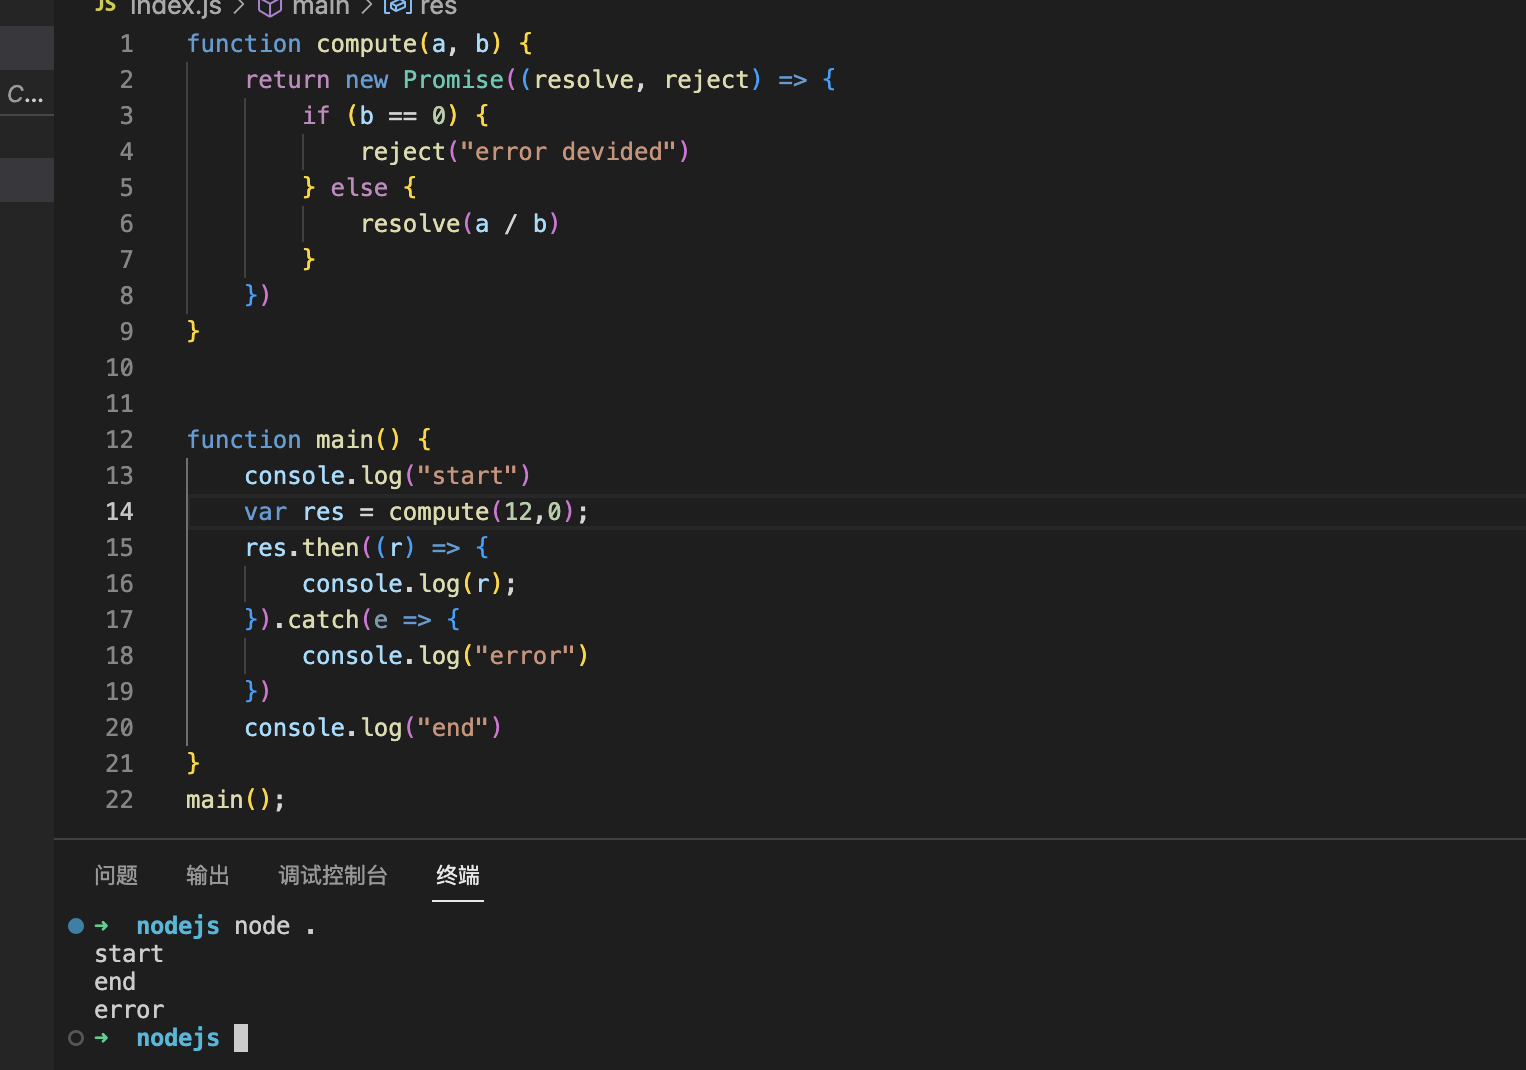 JS index.js > main > res
C...
1 function compute(a, b) {
2 return new Promise((resolve, reject) => {
3 if (b == 0) {
4 reject("error devided")
5 } else {
6 resolve(a / b)
7 }
8 })
9 }
10
11
12 function main() {
13 console.log("start")
14 var res = compute(12,0);
15 res.then((r) => {
16 console.log(r);
17 }).catch(e => {
18 console.log("error")
19 })
20 console.log("end")
21 }
22 main();
问题 输出 调试控制台 终端
➜ nodejs node .
start
end
error
➜ nodejs